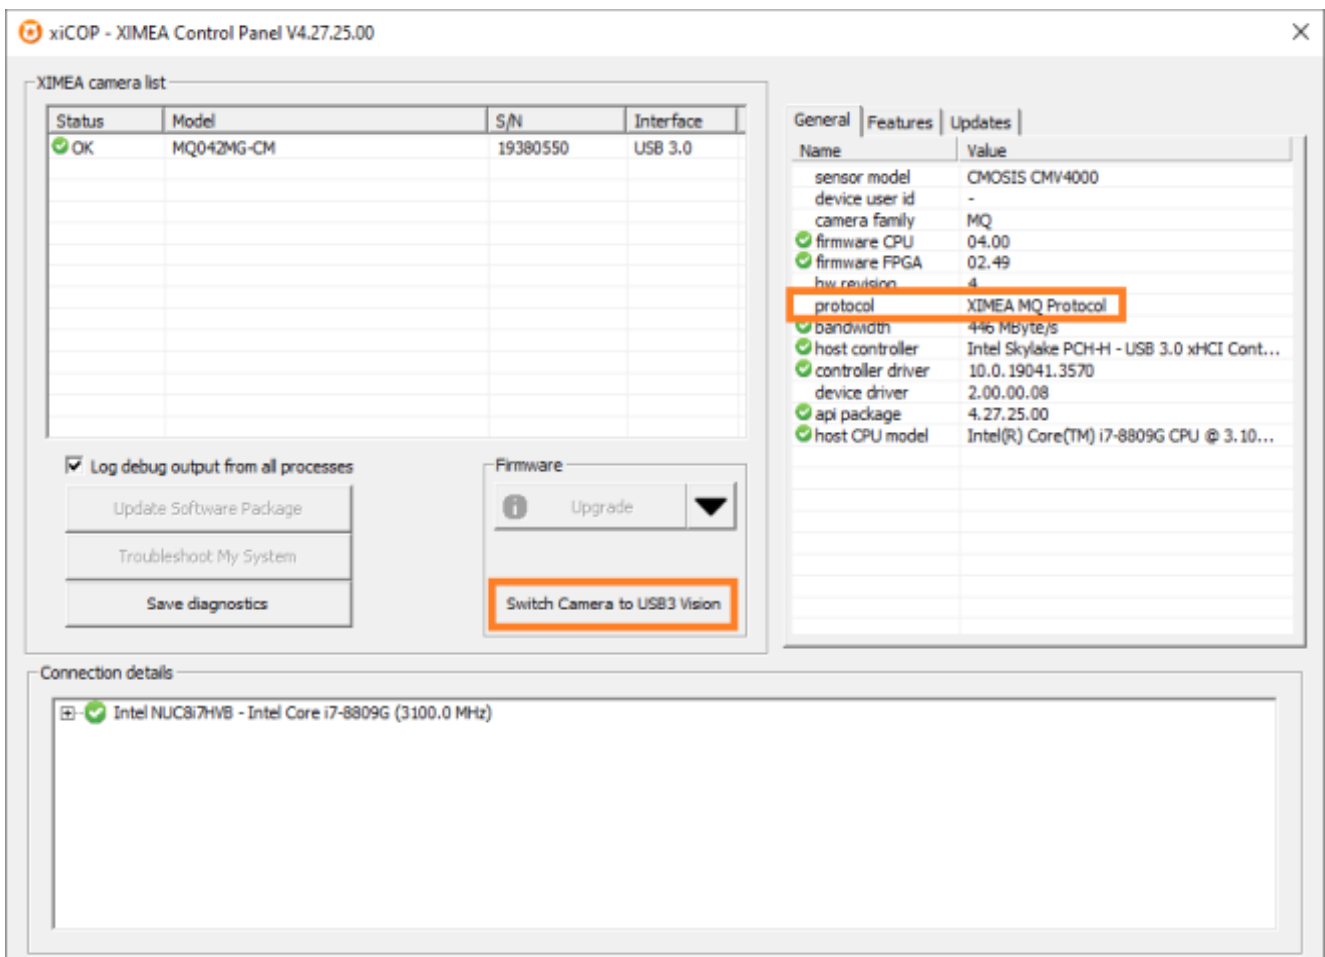 xiCOP - XIMEA Control Panel V4.27.25.00
XIMEA camera list
Status Model S/N Interface
OK MQ042MG-CM 19380550 USB 3.0
Log debug output from all processes
Update Software Package
Troubleshoot My System
Save diagnostics
Firmware
Upgrade
Switch Camera to USB3 Vision
General Features Updates
Name Value
sensor model CMOSIS CMV4000
device user id -
camera family MQ
firmware CPU 04.00
firmware FPGA 02.49
hw revision 4
protocol XIMEA MQ Protocol
bandwidth 446 MByte/s
host controller Intel Skylake PCH-H - USB 3.0 xHCI Cont...
controller driver 10.0.19041.3570
device driver 2.00.00.08
api package 4.27.25.00
host CPU model Intel(R) Core(TM) i7-8809G CPU @ 3.10...
Connection details
Intel NUC8i7HVB - Intel Core i7-8809G (3100.0 MHz)